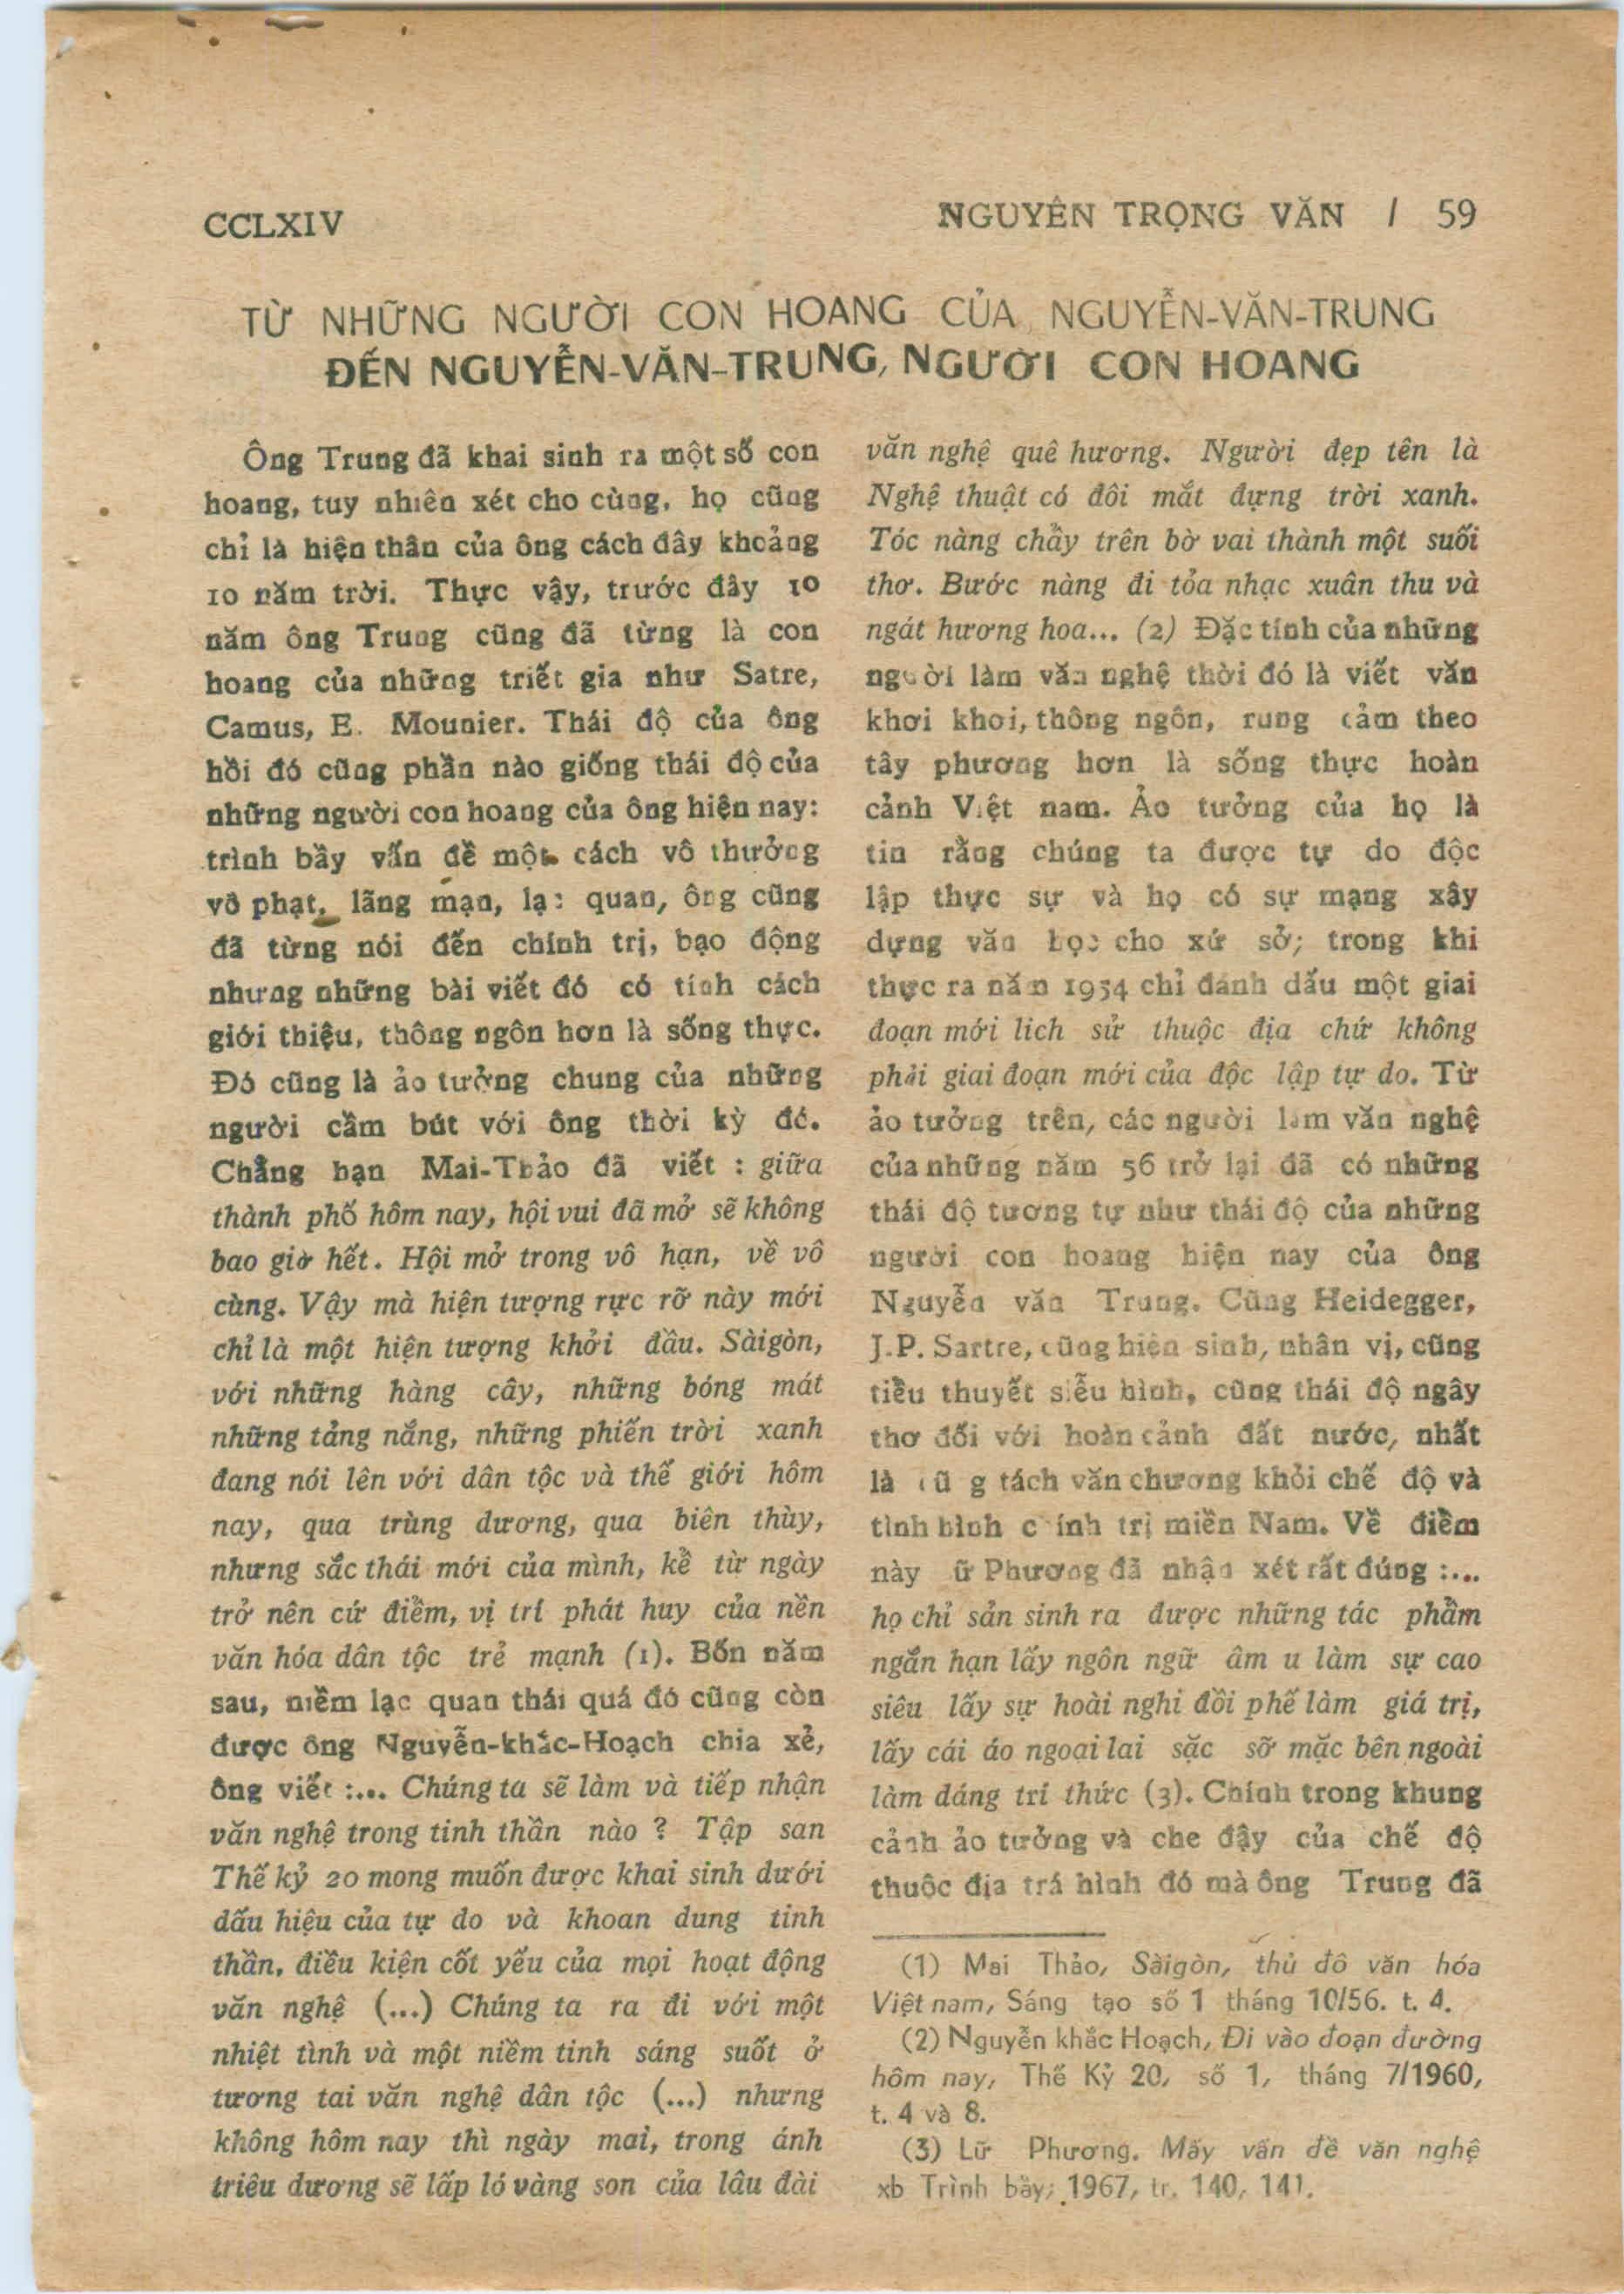 CCLXIV
NGUYÊN TRỌNG VĂN / 59
TỪ NHỮNG NGƯỜI CON HOANG CỦA NGUYỄN-VĂN-TRUNG
ĐẾN NGUYỄN-VĂN-TRUNG, NGƯỜI CON HOANG
Ông Trung đã khai sinh ra một số con
hoang, tuy nhiên xét cho cùng, họ cũng
chỉ là hiện thân của ông cách đây khoảng
10 năm trời. Thực vậy, trước đây 10
năm ông Trung cũng đã từng là con
hoang của những triết gia như Satre,
Camus, E. Mounier. Thái độ của ông
hồi đó cũng phần nào giống thái độ của
những người con hoang của ông hiện nay:
trình bầy vấn đề một cách vô thưởng
vô phạt, lãng mạn, lạc quan, ông cũng
đã từng nói đến chính trị, bạo động
nhưng những bài viết đó có tính cách
giới thiệu, thông ngôn hơn là sống thực.
Đó cũng là ảo tưởng chung của những
người cầm bút với ông thời kỳ đó.
Chẳng hạn Mai-Thảo đã viết : giữa
thành phố hôm nay, hội vui đã mở sẽ không
bao giờ hết. Hội mở trong vô hạn, về vô
cùng. Vậy mà hiện tượng rực rỡ này mới
chỉ là một hiện tượng khởi đầu. Sàigòn,
với những hàng cây, những bóng mát
những tảng nắng, những phiến trời xanh
đang nói lên với dân tộc và thế giới hôm
nay, qua trùng dương, qua biên thùy,
nhưng sắc thái mới của mình, kể từ ngày
trở nên cứ điểm, vị trí phát huy của nền
văn hóa dân tộc trẻ mạnh (1). Bốn năm
sau, niềm lạc quan thái quá đó cũng còn
được ông Nguyễn-khắc-Hoạch chia xẻ,
ông viết :... Chúng ta sẽ làm và tiếp nhận
văn nghệ trong tinh thần nào ? Tập san
Thế kỷ 20 mong muốn được khai sinh dưới
dấu hiệu của tự do và khoan dung tinh
thần, điều kiện cốt yếu của mọi hoạt động
văn nghệ (...) Chúng ta ra đi với một
nhiệt tình và một niềm tinh sáng suốt ở
tương tai văn nghệ dân tộc (...) nhưng
không hôm nay thì ngày mai, trong ánh
triêu dương sẽ lấp ló vàng son của lâu đài
văn nghệ quê hương. Người đẹp tên là
Nghệ thuật có đôi mắt đựng trời xanh.
Tóc nàng chẩy trên bờ vai thành một suối
thơ. Bước nàng đi tỏa nhạc xuân thu và
ngát hương hoa... (2) Đặc tính của những
người làm văn nghệ thời đó là viết văn
khơi khơi, thông ngôn, rung cảm theo
tây phương hơn là sống thực hoàn
cảnh Việt nam. Ảo tưởng của họ là
tin rằng chúng ta được tự do độc
lập thực sự và họ có sự mạng xây
dựng văn học cho xứ sở; trong khi
thực ra năm 1954 chỉ đánh dấu một giai
đoạn mới lich sử thuộc địa chứ không
phải giai đoạn mới của độc lập tự do. Từ
ảo tưởng trên, các người làm văn nghệ
của những năm 56 trở lại đã có những
thái độ tương tự như thái độ của những
người con hoang hiện nay của ông
Nguyễn văn Trung. Cũng Heidegger,
J.P. Sartre, cũng hiện sinh, nhân vị, cũng
tiểu thuyết siễu hình, cũng thái độ ngây
thơ đối với hoàn cảnh đất nước, nhất
là cũng tách văn chương khỏi chế độ và
tình hình chính trị miền Nam. Về điểm
này ữ Phương đã nhận xét rất đúng :...
họ chỉ sản sinh ra được những tác phẩm
ngắn hạn lấy ngôn ngữ âm u làm sự cao
siêu lấy sự hoài nghi đồi phế làm giá trị,
lấy cái áo ngoại lai sặc sỡ mặc bên ngoài
làm dáng trí thức (3). Chính trong khung
cảnh ảo tưởng và che đậy của chế độ
thuộc địa trá hình đó mà ông Trung đã
(1) Mai Thảo, Sàigòn, thủ đô văn hóa
Việt nam, Sáng tạo số 1 tháng 10/56. t. 4.
(2) Nguyễn khắc Hoạch, Đi vào đoạn đường
hôm nay, Thế Kỷ 20, số 1, tháng 7/1960,
t. 4 và 8.
(3) Lữ Phương. Mấy vấn đề văn nghệ
xb Trình bầy; 1967, tr. 140, 141.